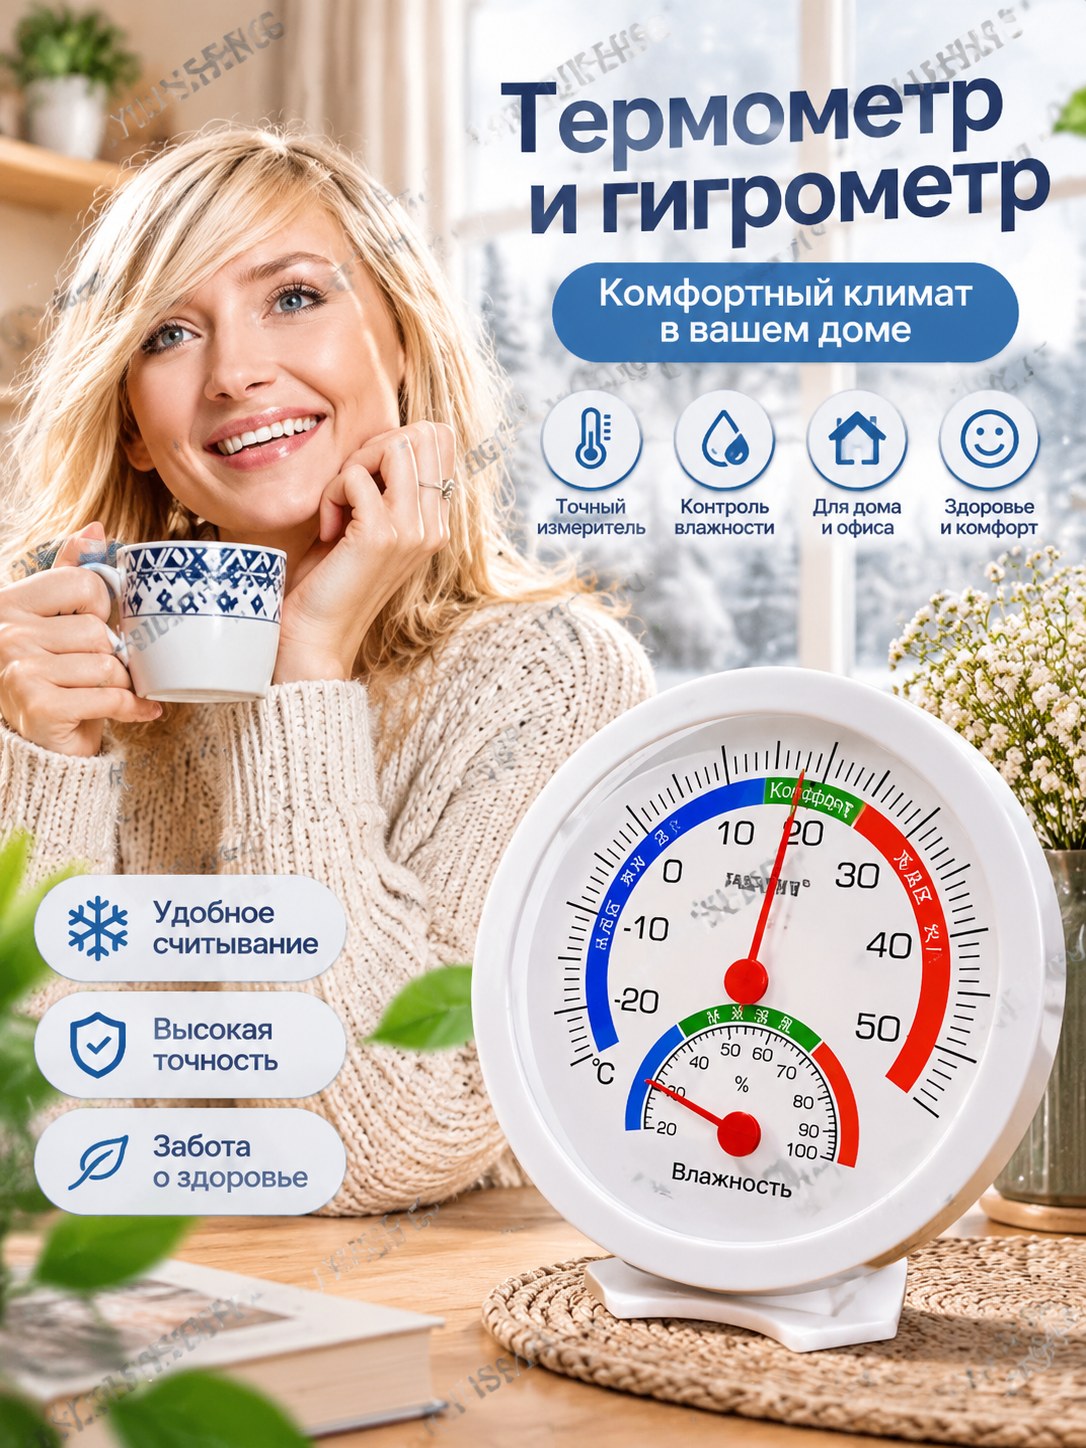 Термометр
и гигрометр
Комфортный климат
в вашем доме
Точный
измеритель
Контроль
влажности
Для дома
и офиса
Здоровье
и комфорт
Удобное
считывание
Высокая
точность
Забота
о здоровье
Комфорт
10 20
0 30
-10 40
-20 50
°C
50 60
40 70
30 % 80
20 90
100
Влажность